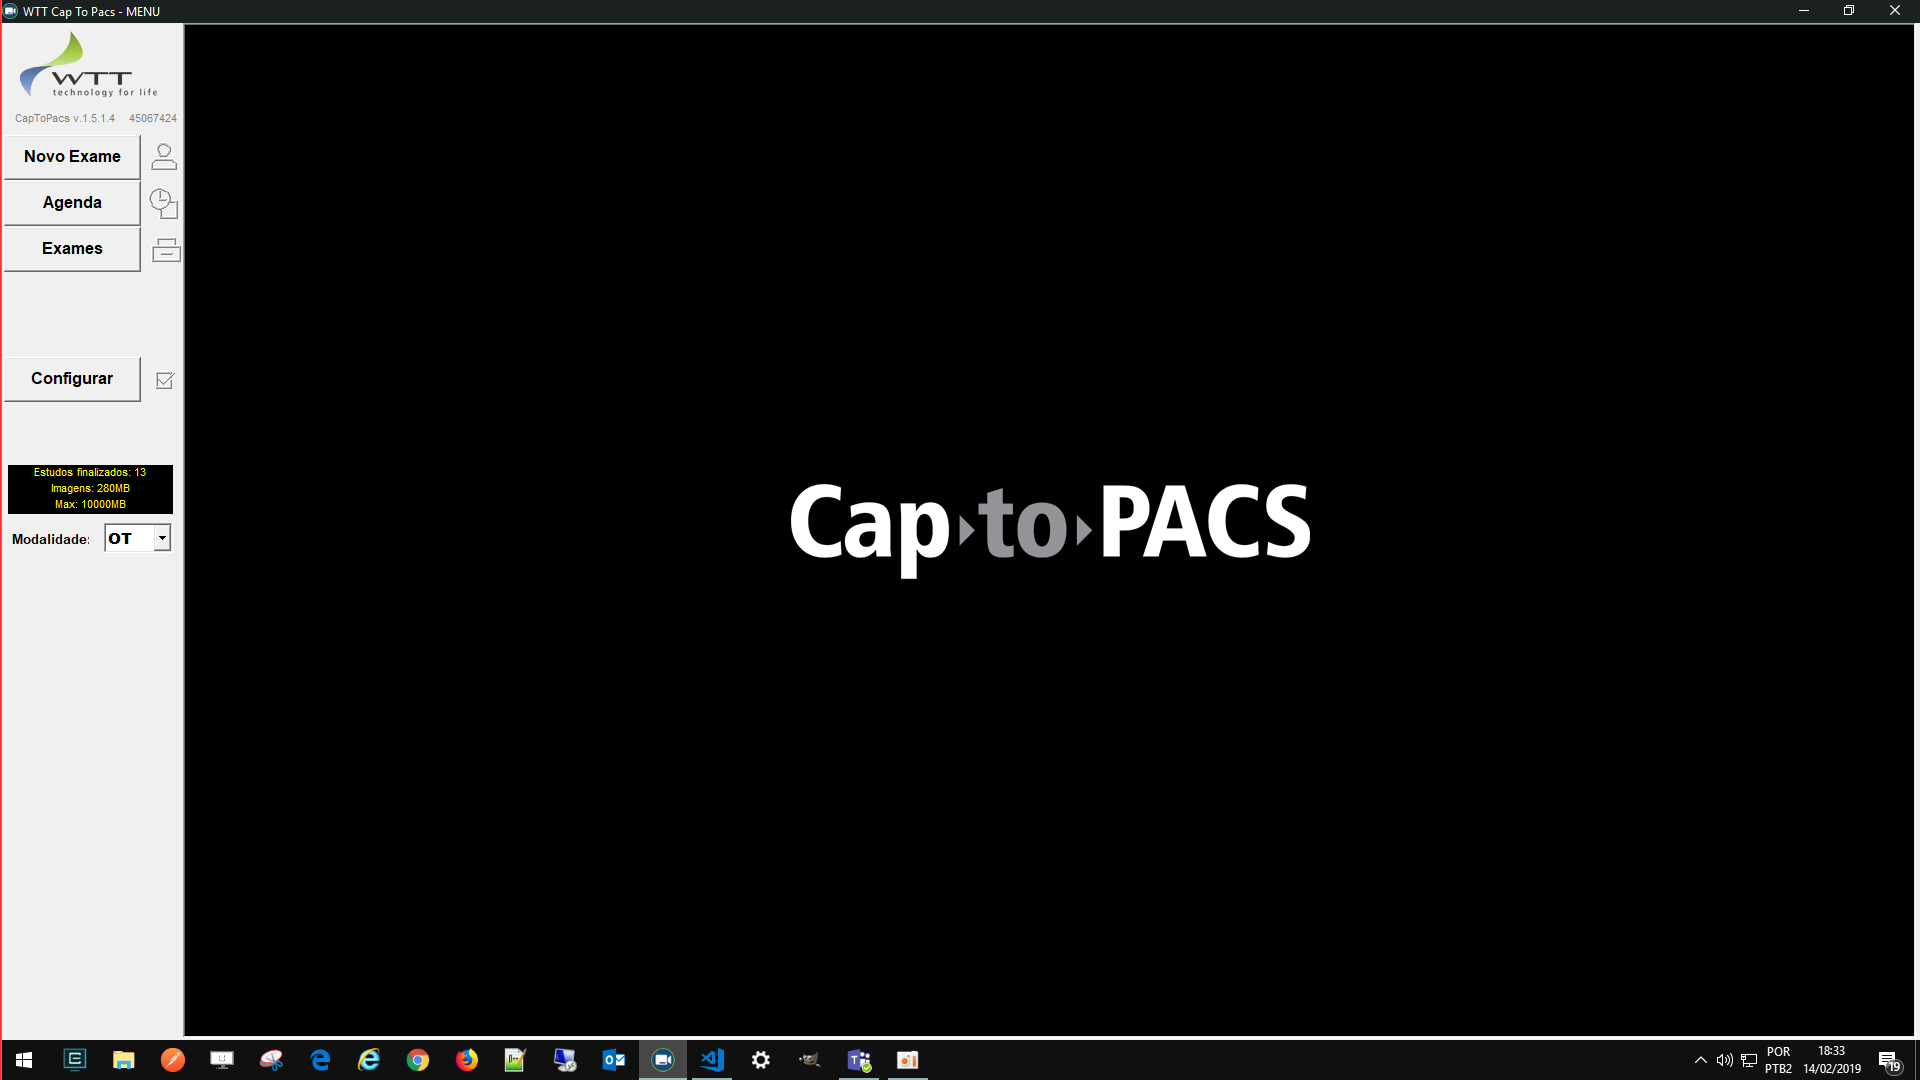 WTT Cap To Pacs - MENU
WTT
technology for life
CapToPacs v.1.5.1.4 45067424
Novo Exame
Agenda
Exames
Configurar
Estudos finalizados: 13
Imagens: 280MB
Max: 10000MB
Modalidade: OT
Cap to PACS
POR
PTB2
18:33
14/02/2019
19